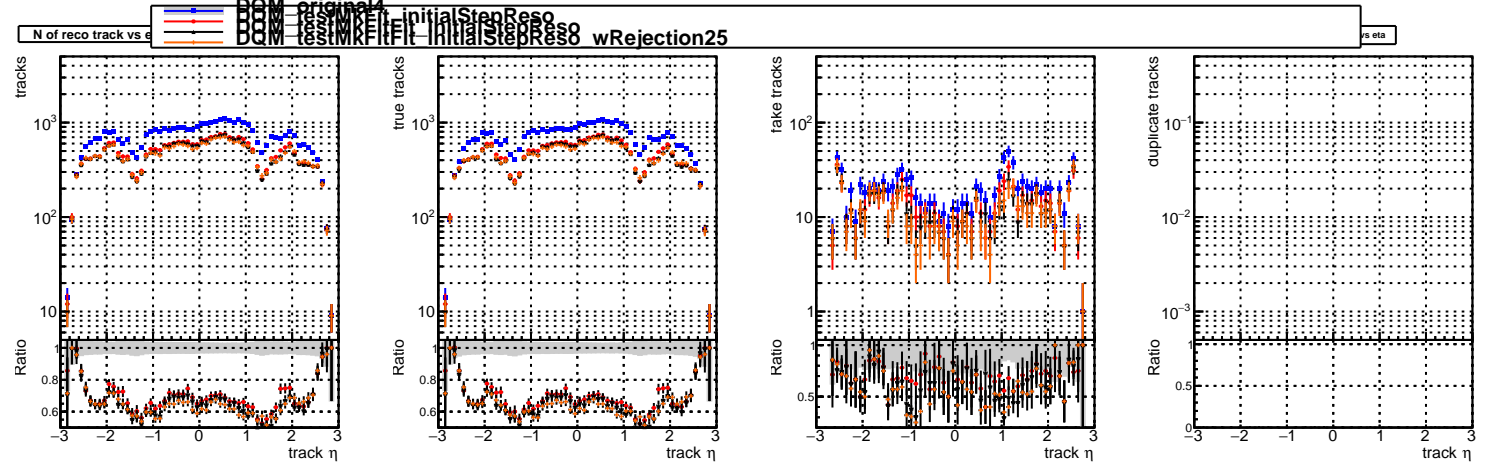 DQM_original4
DQM_testMkFit_initialStepReso
DQM_testMkFitFit_initialStepReso
DQM_testMkFitFit_initialStepReso_wRejection25
N of reco track vs e
vs eta
tracks
10³
10²
10
Ratio
1
0.8
0.6
−3 −2 −1 0 1 2 3
track η
true tracks
10³
10²
10
Ratio
1
0.8
0.6
−3 −2 −1 0 1 2 3
track η
fake tracks
10²
10
1
Ratio
1
0.5
−3 −2 −1 0 1 2 3
track η
duplicate tracks
10⁻¹
10⁻²
10⁻³
Ratio
1
0.5
0
−3 −2 −1 0 1 2 3
track η